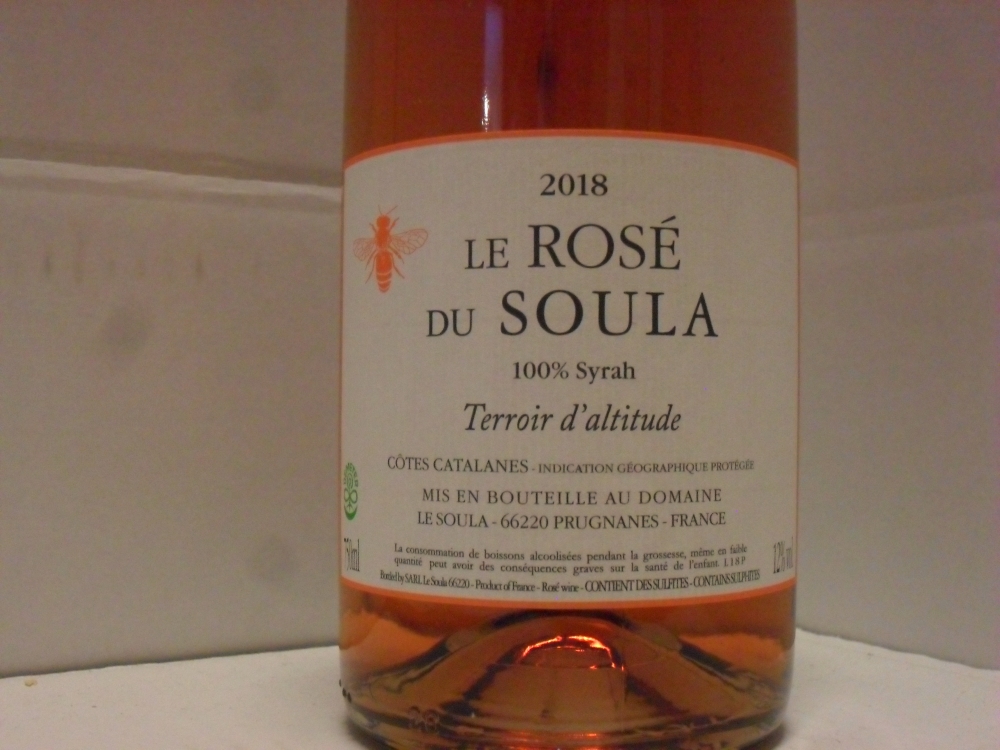 2018
LE ROSÉ
DU SOULA
100% Syrah
Terroir d'altitude
CÔTES CATALANES - INDICATION GÉOGRAPHIQUE PROTÉGÉE
MIS EN BOUTEILLE AU DOMAINE
LE SOULA - 66220 PRUGNANES - FRANCE
La consommation de boissons alcoolisées pendant la grossesse, même en faible
quantité peut avoir des conséquences graves sur la santé de l'enfant. L18P
Bottled by SARL Le Soula 66220 - Product of France - Rosé wine - CONTIENT DES SULFITES - CONTAINS SULPHITES
12% vol